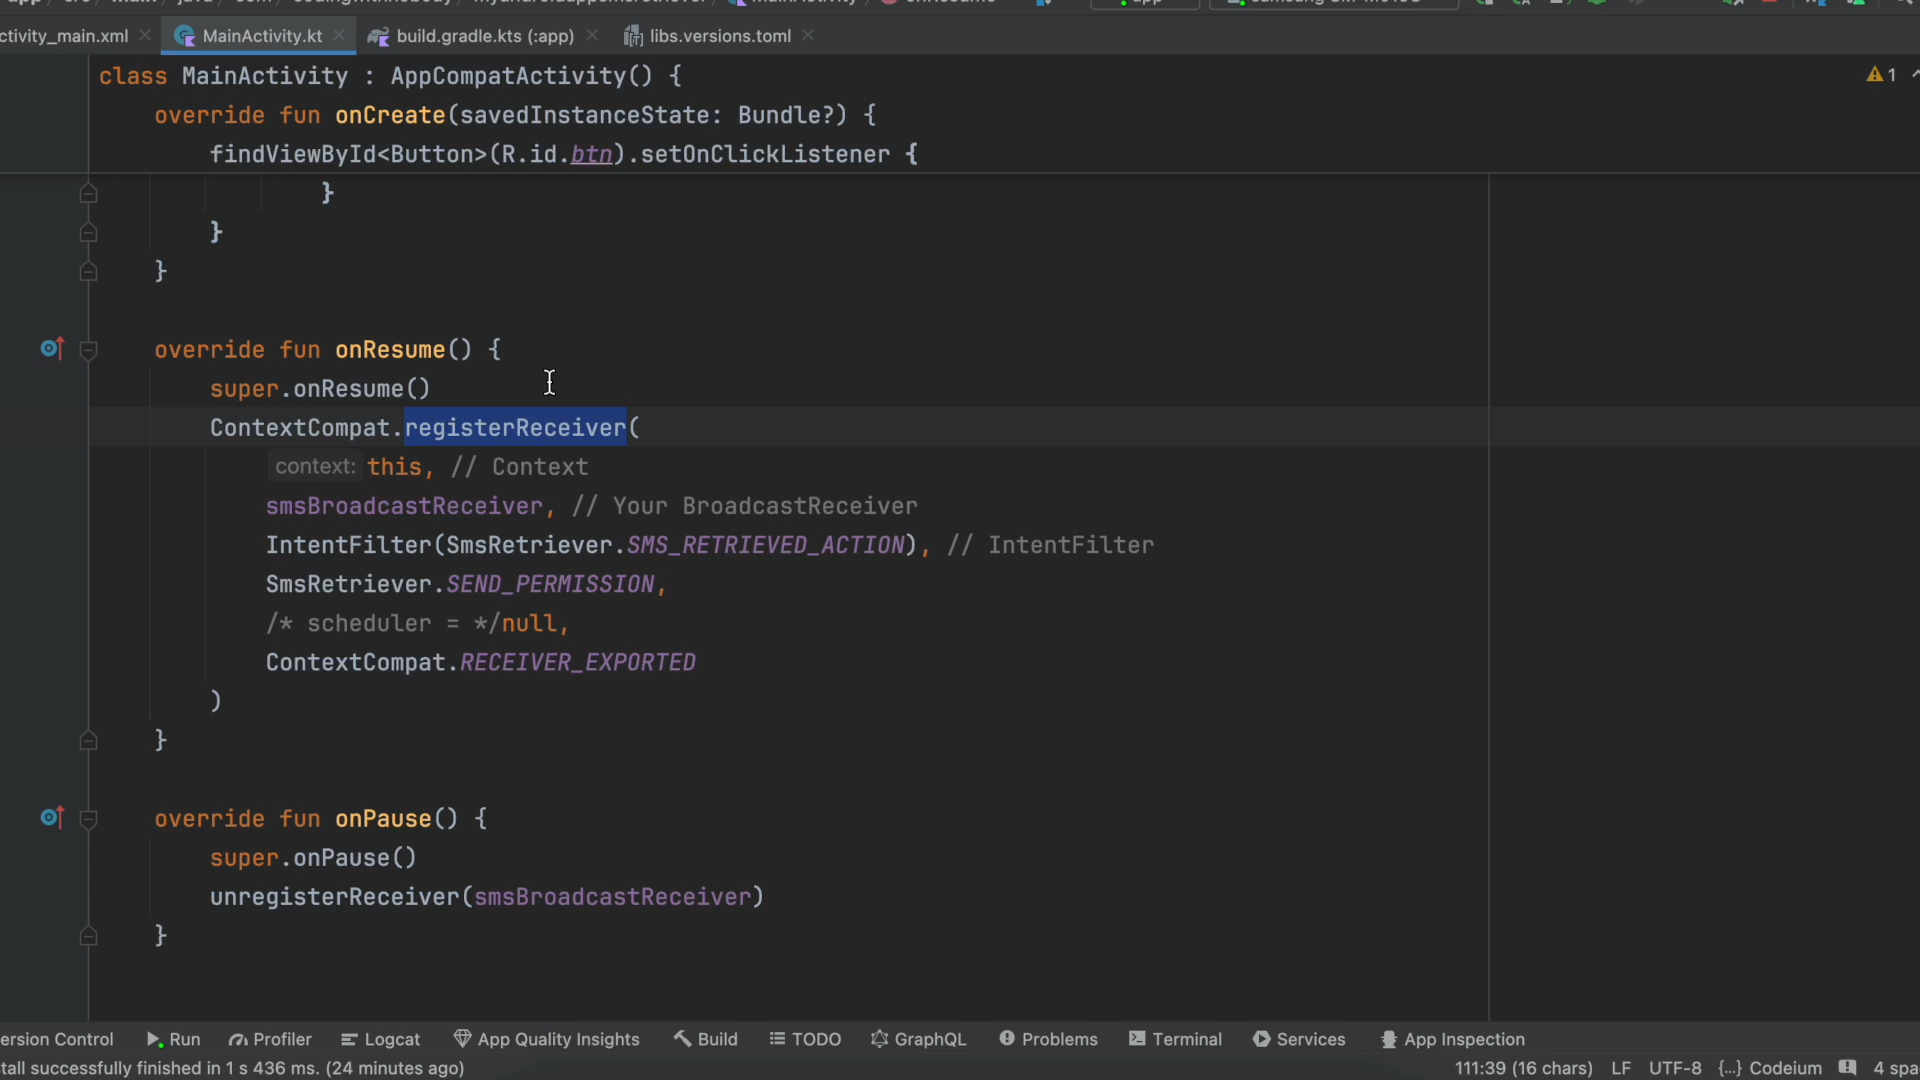 ctivity_main.xml MainActivity.kt build.gradle.kts (:app) libs.versions.toml
class MainActivity : AppCompatActivity() {
override fun onCreate(savedInstanceState: Bundle?) {
findViewById<Button>(R.id.btn).setOnClickListener {
1
}
}
}
override fun onResume() {
super.onResume()
ContextCompat.registerReceiver(
context: this, // Context
smsBroadcastReceiver, // Your BroadcastReceiver
IntentFilter(SmsRetriever.SMS_RETRIEVED_ACTION), // IntentFilter
SmsRetriever.SEND_PERMISSION,
/* scheduler = */null,
ContextCompat.RECEIVER_EXPORTED
)
}
override fun onPause() {
super.onPause()
unregisterReceiver(smsBroadcastReceiver)
}
ersion Control Run Profiler Logcat App Quality Insights Build TODO GraphQL Problems Terminal Services App Inspection
tall successfully finished in 1 s 436 ms. (24 minutes ago) 111:39 (16 chars) LF UTF-8 {...} Codeium 4 spa